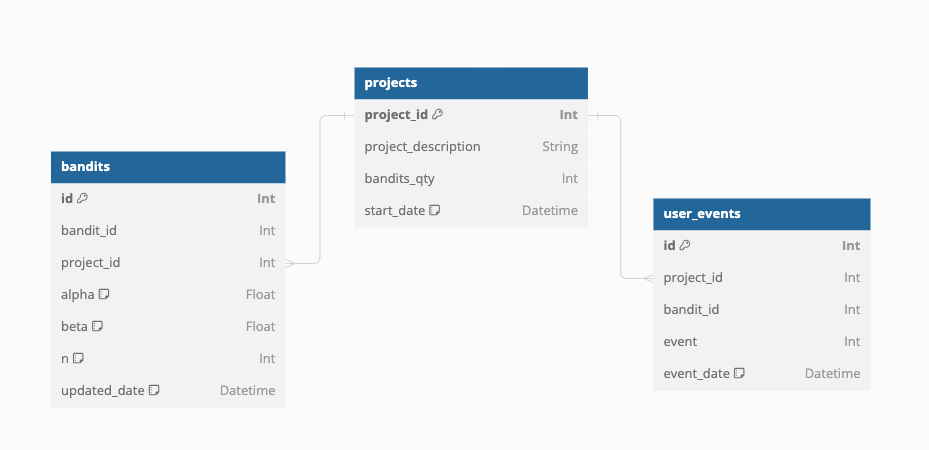 projects
project_id Int
project_description String
bandits_qty Int
start_date Datetime
bandits
id Int
bandit_id Int
project_id Int
alpha Float
beta Float
n Int
updated_date Datetime
user_events
id Int
project_id Int
bandit_id Int
event Int
event_date Datetime